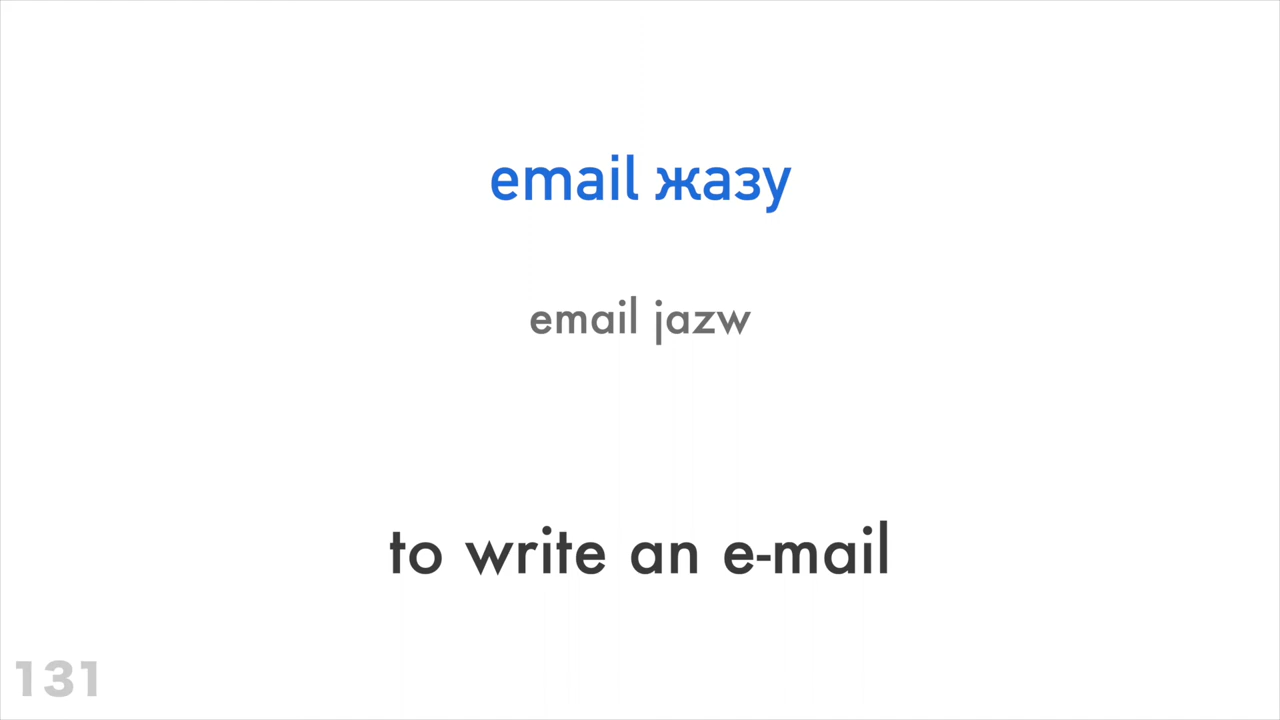 email жазу
email jazw
to write an e-mail
131